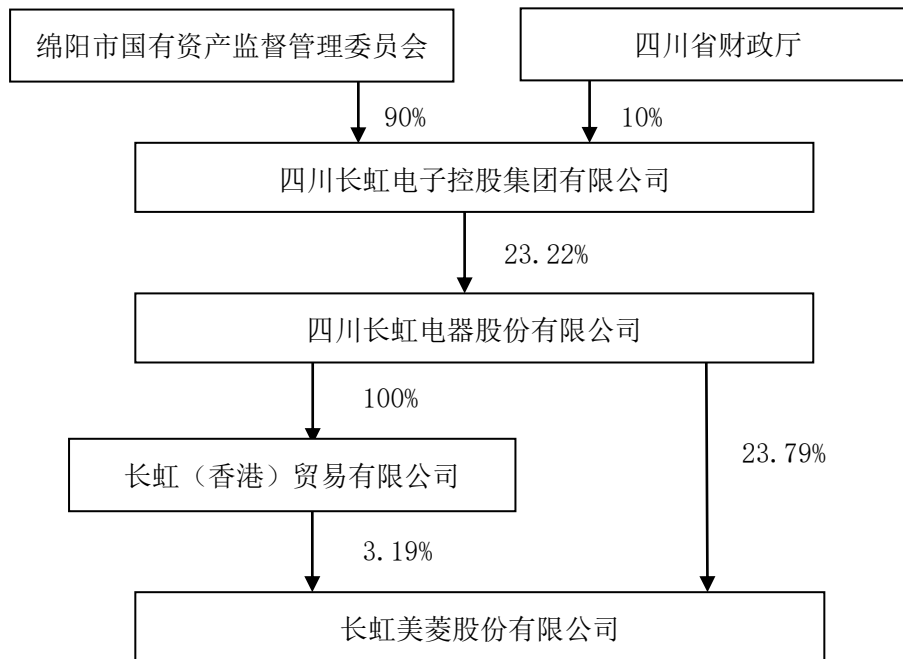 绵阳市国有资产监督管理委员会
四川省财政厅
90%
10%
四川长虹电子控股集团有限公司
23.22%
四川长虹电器股份有限公司
100%
23.79%
长虹（香港）贸易有限公司
3.19%
长虹美菱股份有限公司